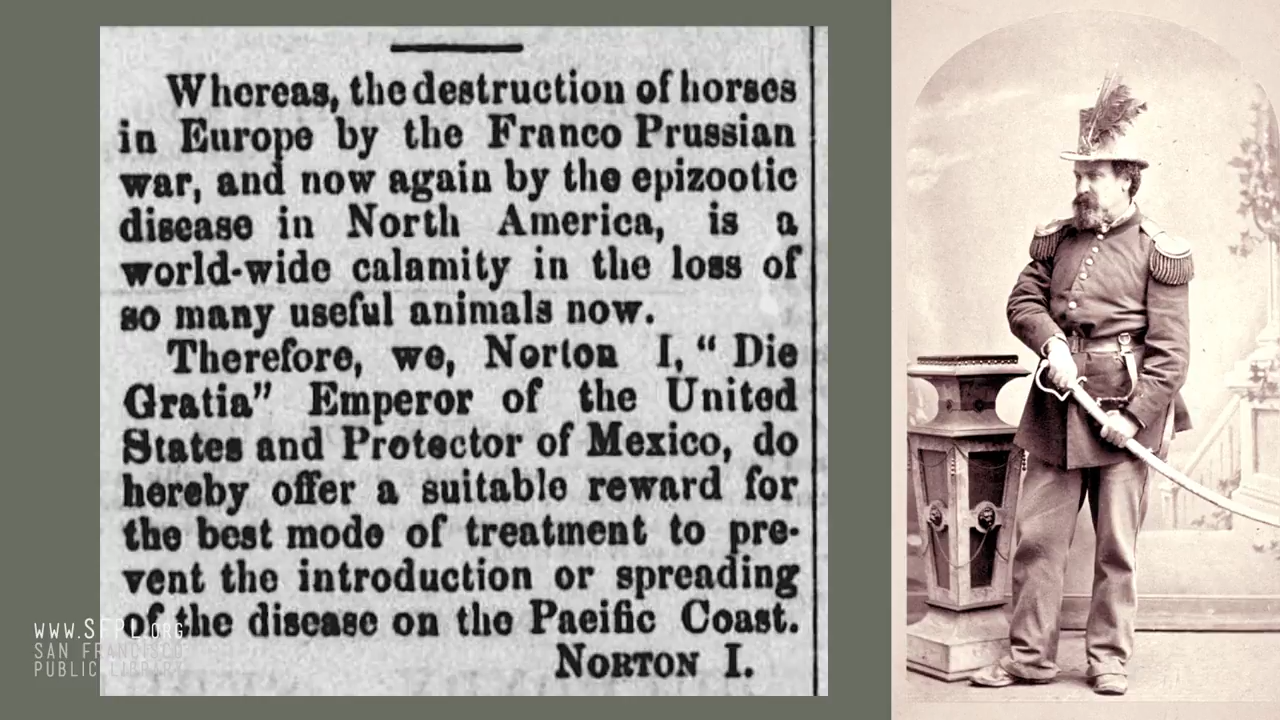 Whereas, the destruction of horses
in Europe by the Franco Prussian
war, and now again by the epizootic
disease in North America, is a
world-wide calamity in the loss of
so many useful animals now.
Therefore, we, Norton I, “ Die
Gratia” Emperor of the United
States and Protector of Mexico, do
hereby offer a suitable reward for
the best mode of treatment to pre-
vent the introduction or spreading
of the disease on the Pacific Coast.
NORTON I.
WWW.SFPL.ORG
SAN FRANCISCO
PUBLIC LIBRARY